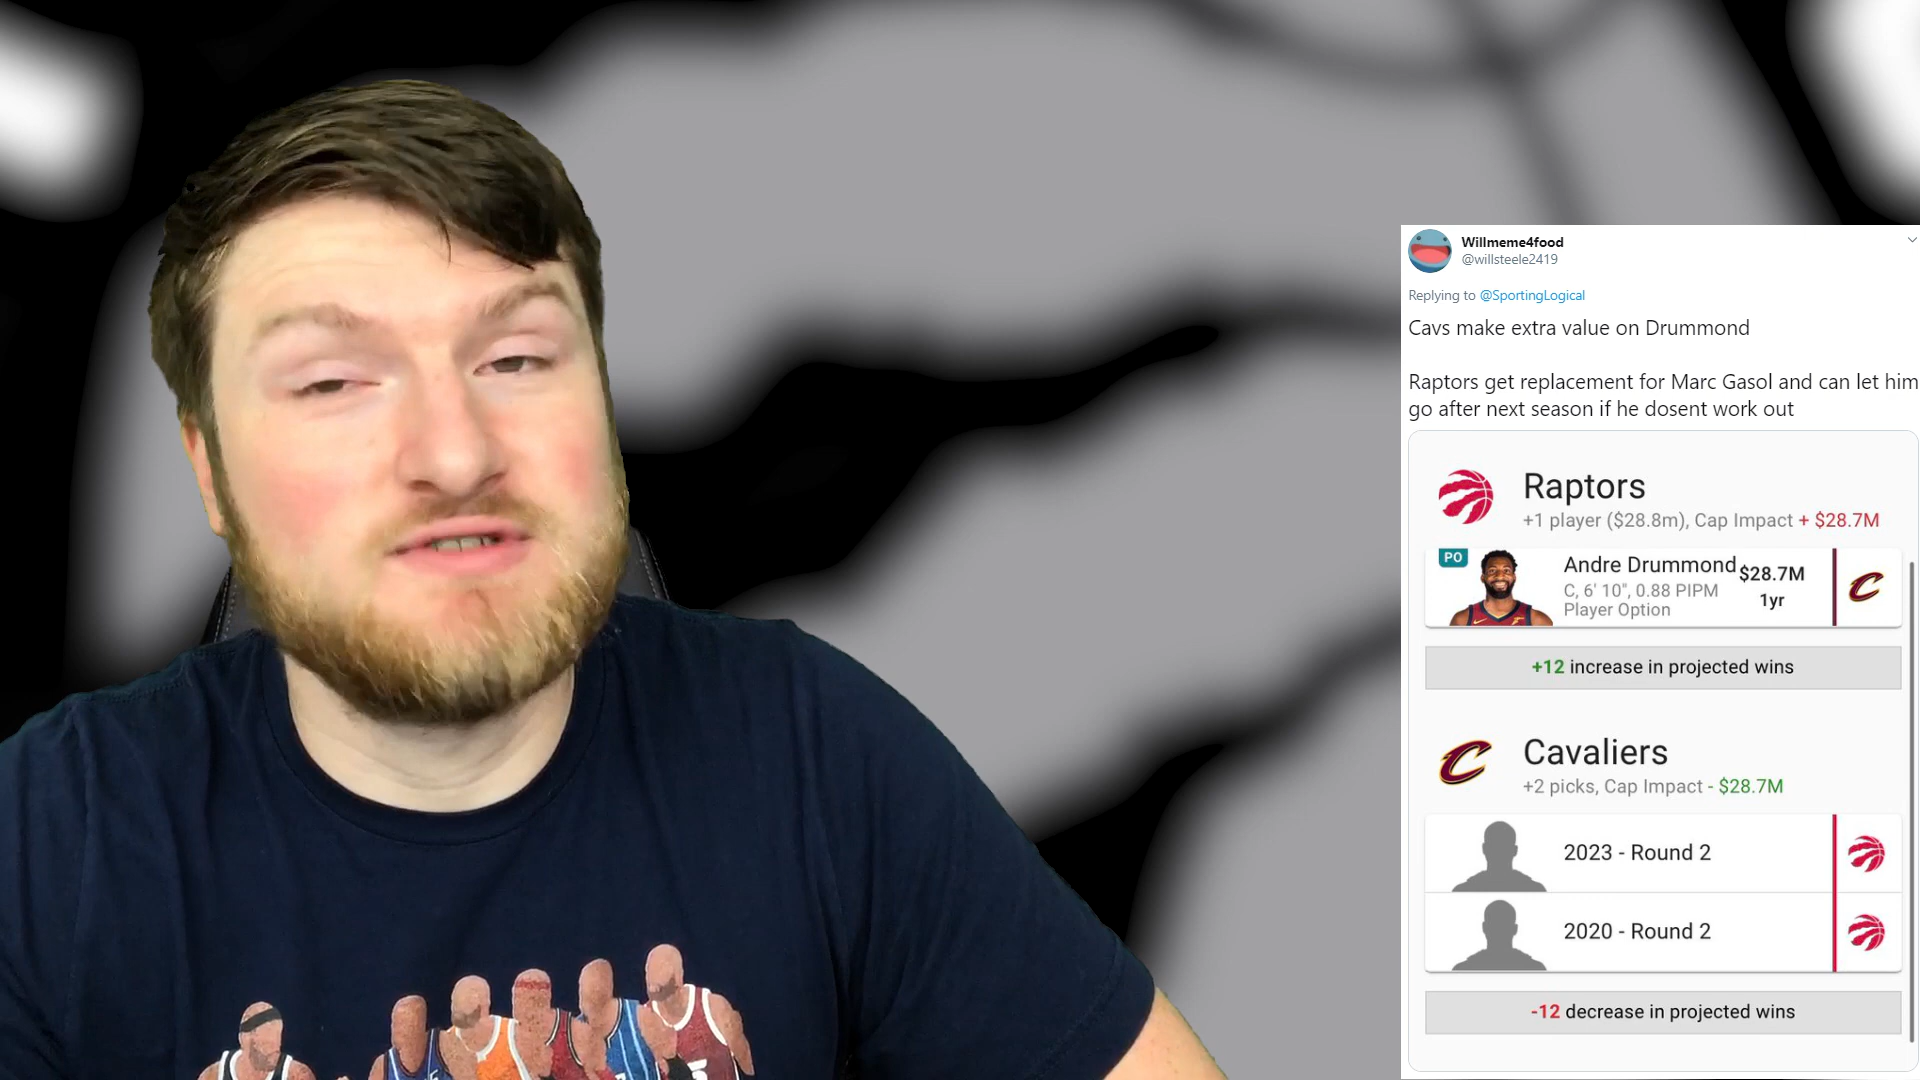 Willmeme4food
@willsteele2419
Replying to @SportingLogical
Cavs make extra value on Drummond
Raptors get replacement for Marc Gasol and can let him
go after next season if he dosent work out
Raptors
+1 player ($28.8m), Cap Impact + $28.7M
PO
Andre Drummond
$28.7M
C, 6' 10", 0.88 PIPM
1yr
Player Option
+12 increase in projected wins
Cavaliers
+2 picks, Cap Impact - $28.7M
2023 - Round 2
2020 - Round 2
-12 decrease in projected wins